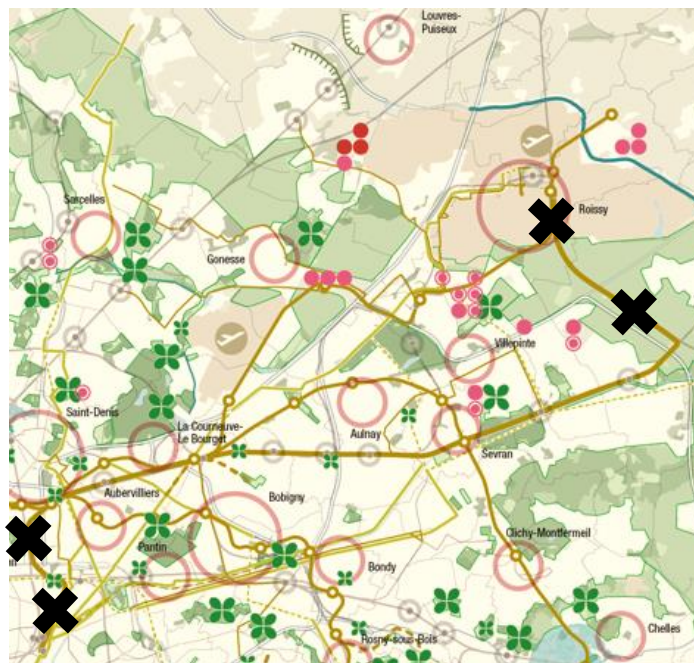 Louvres-
Puiseux
Roissy
Sarcelles
Gonesse
Villepinte
Saint-Denis
La Courneuve-
Le Bourget
Aulnay
Sevran
Aubervilliers
Bobigny
Pantin
Bondy
Clichy-Montfermeil
Rosny-sous-Bois
Chelles